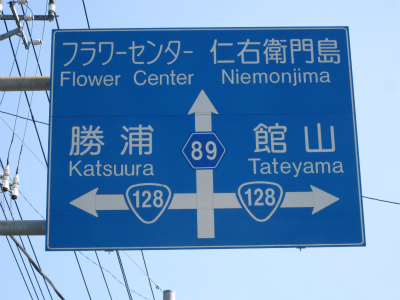 フラワーセンター 仁右衛門島
Flower Center Niemonjima
89
勝浦 館山
Katsuura Tateyama
128 128